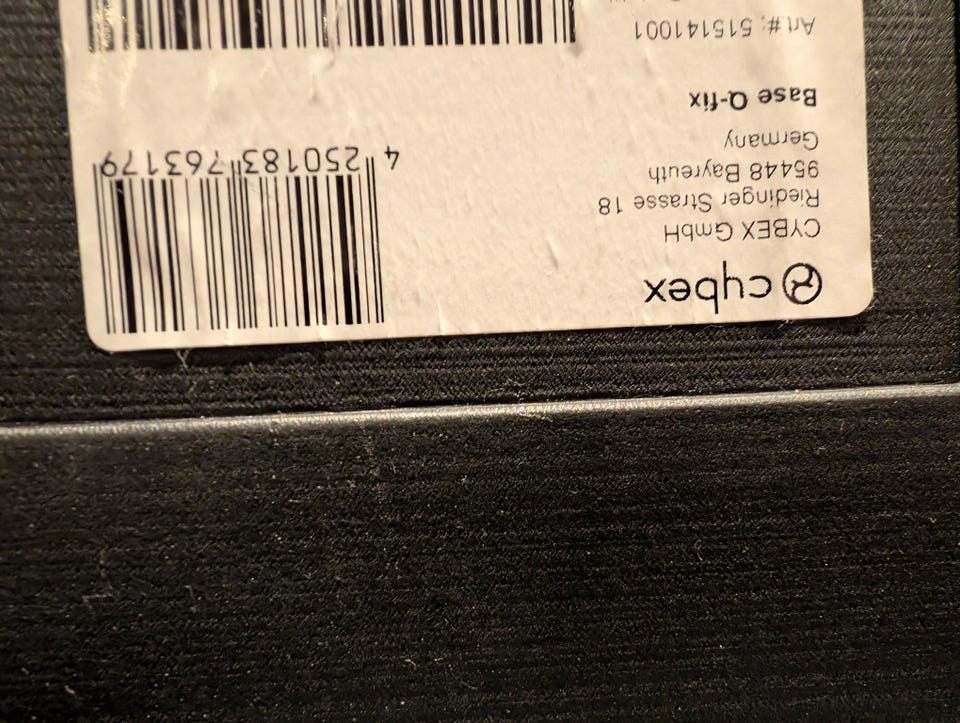 cybex
CYBEX GmbH
Riedinger Strasse 18
95448 Bayreuth
Germany
Base Q-fix
Art#: 515141001
4 250183 763179